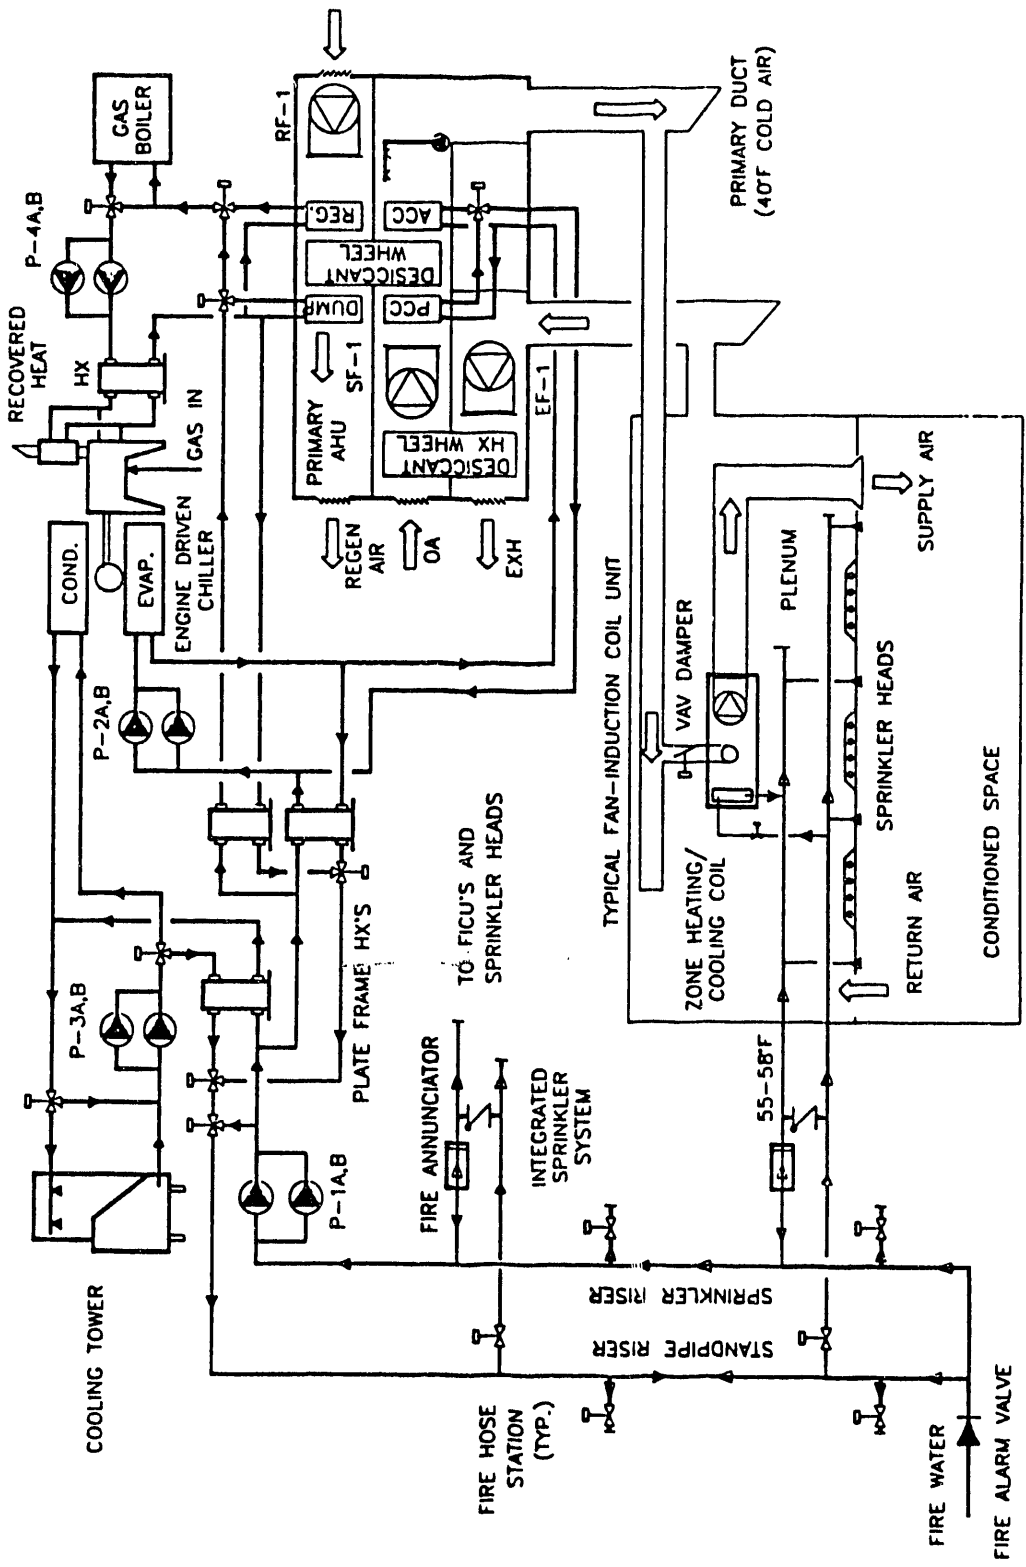 COOLING TOWER
P-3A,B
P-2A,B
COND.
EVAP.
ENGINE DRIVEN
CHILLER
GAS IN
RECOVERED
HEAT
HX
P-4A,B
GAS
BOILER
P-1A,B
PLATE FRAME HX'S
PRIMARY
AHU
SF-1
RF-1
EF-1
REGEN
AIR
OA
EXH
DUMP
DESICCANT
WHEEL
REG.
PCC
ACC
DESICCANT
HX WHEEL
PRIMARY DUCT
(40°F COLD AIR)
FIRE ANNUNCIATOR
TO FICU'S AND
SPRINKLER HEADS
INTEGRATED
SPRINKLER
SYSTEM
FIRE HOSE
STATION
(TYP.)
SPRINKLER RISER
STANDPIPE RISER
55-58°F
TYPICAL FAN-INDUCTION COIL UNIT
VAV DAMPER
ZONE HEATING/
COOLING COIL
PLENUM
RETURN AIR
SPRINKLER HEADS
SUPPLY AIR
CONDITIONED SPACE
FIRE WATER
FIRE ALARM VALVE